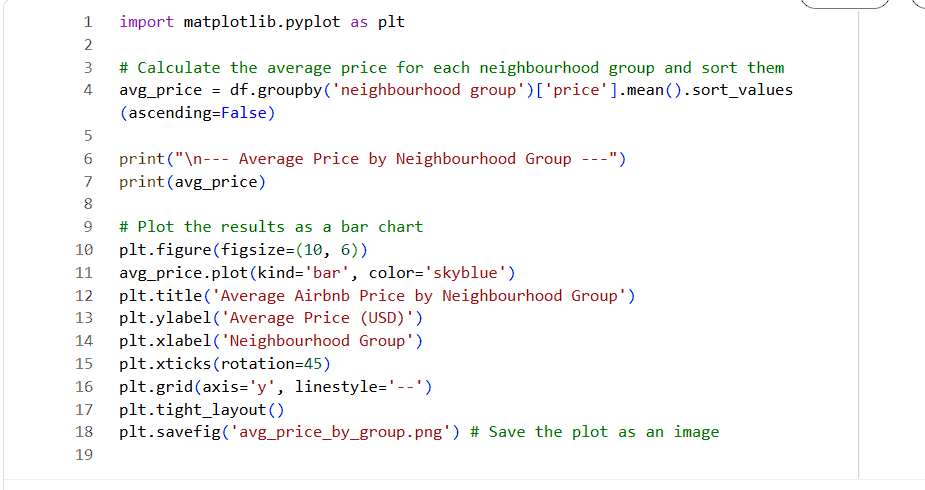 1 import matplotlib.pyplot as plt
2
3 # Calculate the average price for each neighbourhood group and sort them
4 avg_price = df.groupby('neighbourhood group')['price'].mean().sort_values
(ascending=False)
5
6 print("\n--- Average Price by Neighbourhood Group ---")
7 print(avg_price)
8
9 # Plot the results as a bar chart
10 plt.figure(figsize=(10, 6))
11 avg_price.plot(kind='bar', color='skyblue')
12 plt.title('Average Airbnb Price by Neighbourhood Group')
13 plt.ylabel('Average Price (USD)')
14 plt.xlabel('Neighbourhood Group')
15 plt.xticks(rotation=45)
16 plt.grid(axis='y', linestyle='--')
17 plt.tight_layout()
18 plt.savefig('avg_price_by_group.png') # Save the plot as an image
19